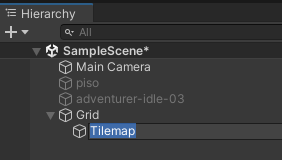 Hierarchy
All
SampleScene*
Main Camera
piso
adventurer-idle-03
Grid
Tilemap